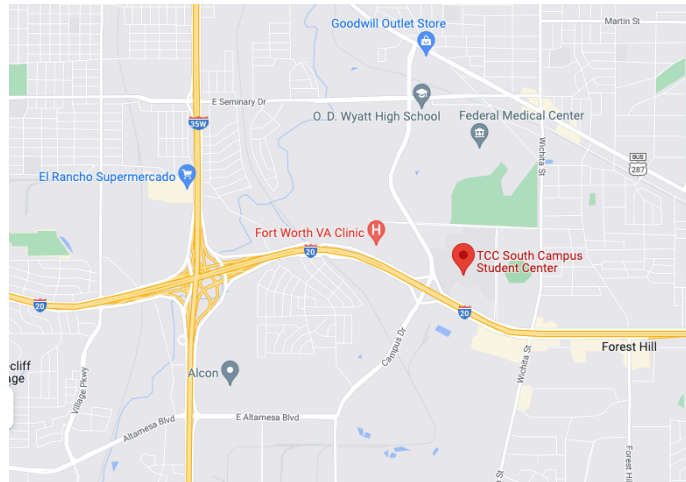 Martin St
Goodwill Outlet Store
E Seminary Dr
O. D. Wyatt High School
Federal Medical Center
35W
Wichita St
BUS
287
El Rancho Supermercado
Fort Worth VA Clinic
H
20
TCC South Campus
Student Center
20
20
Forest Hill
Campus Dr
Wichita St
cliff
age
Alcon
Village Pkwy
E Altamesa Blvd
Altamesa Blvd
Forest Hill
a St